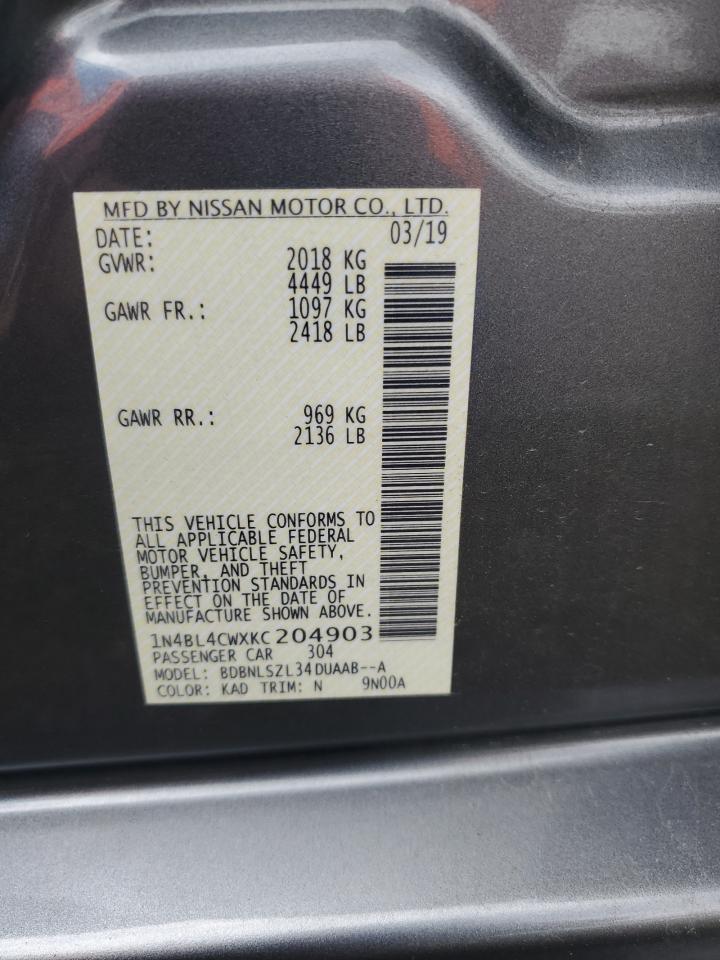 MFD BY NISSAN MOTOR CO., LTD.
DATE: 03/19
GVWR: 2018 KG
4449 LB
GAWR FR.: 1097 KG
2418 LB
GAWR RR.: 969 KG
2136 LB
THIS VEHICLE CONFORMS TO
ALL APPLICABLE FEDERAL
MOTOR VEHICLE SAFETY,
BUMPER, AND THEFT
PREVENTION STANDARDS IN
EFFECT ON THE DATE OF
MANUFACTURE SHOWN ABOVE.
1N4BL4CWXKC204903
PASSENGER CAR 304
MODEL: BDBNLSZL34DUAAB--A
COLOR: KAD TRIM: N 9N00A